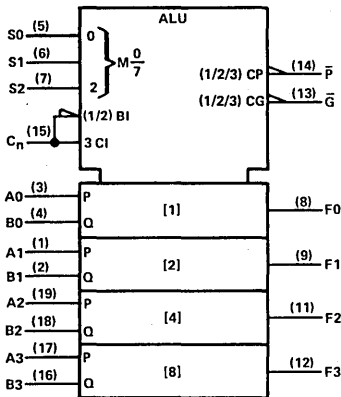 ALU
S0 (5) 0
S1 (6) M 0/7
S2 (7) 2
(1/2) BI
Cn (15) 3 CI
(1/2/3) CP (14) P̅
(1/2/3) CG (13) G̅
A0 (3) P
B0 (4) Q
[1] (8) F0
A1 (1) P
B1 (2) Q
[2] (9) F1
A2 (19) P
B2 (18) Q
[4] (11) F2
A3 (17) P
B3 (16) Q
[8] (12) F3